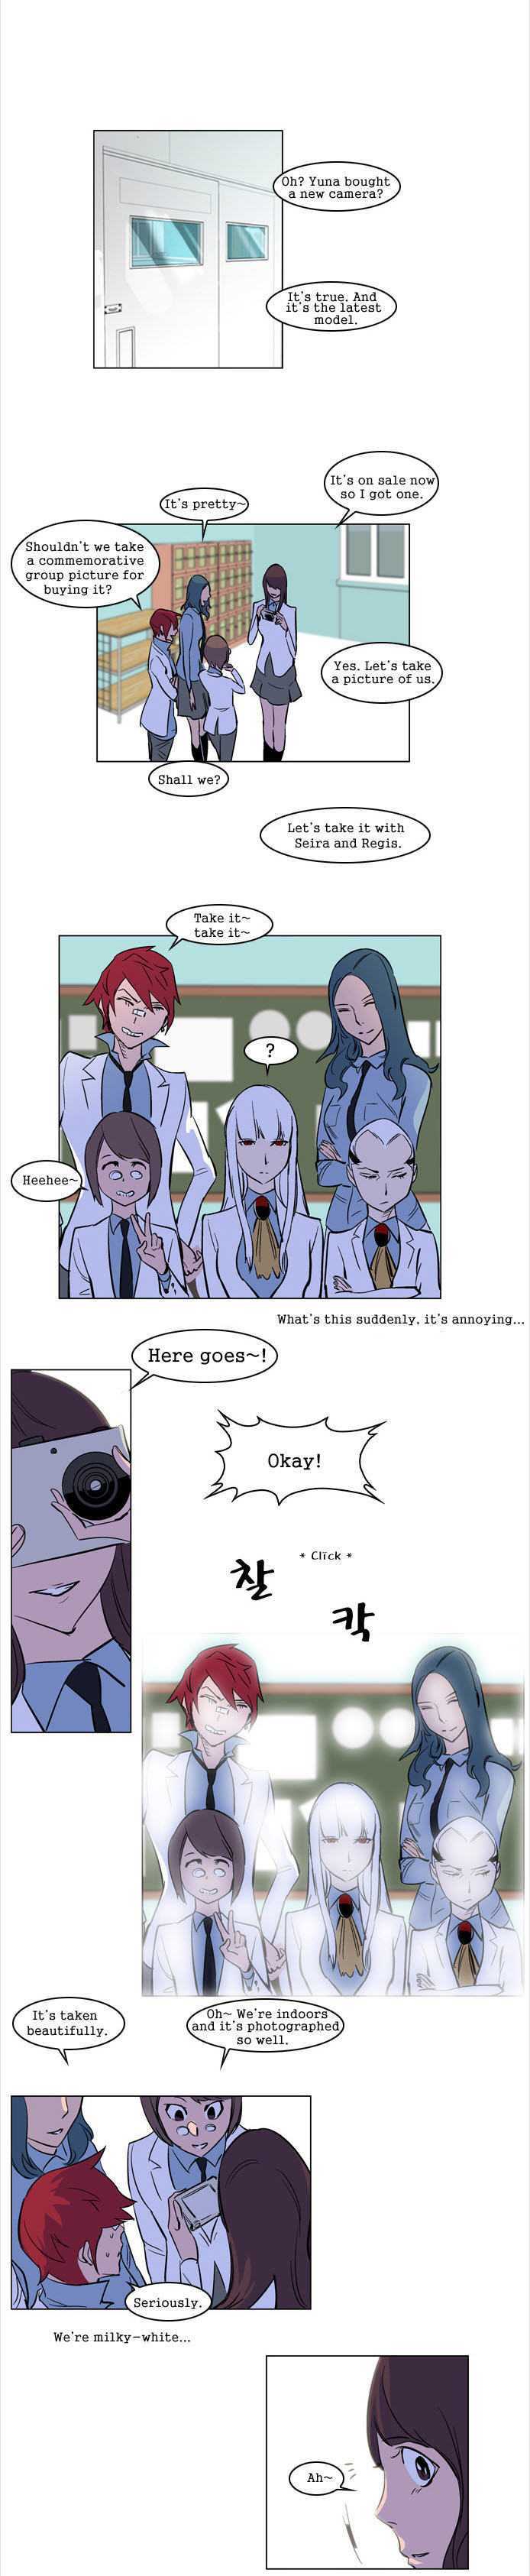 Oh? Yuna bought
a new camera?
It's true. And
it's the latest
model.
It's on sale now
so I got one.
It's pretty~
Shouldn't we take
a commemorative
group picture for
buying it?
Yes. Let's take
a picture of us.
Shall we?
Let's take it with
Seira and Regis.
Take it~
take it~
?
Heehee~
What's this suddenly, it's annoying...
Here goes~!
Okay!
* Click *
찰
칵
It's taken
beautifully.
Oh~ We're indoors
and it's photographed
so well.
Seriously.
We're milky-white...
Ah~